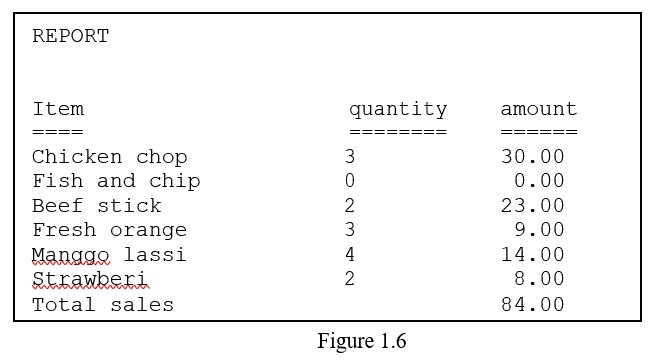 REPORT
Item quantity amount
==== ======== ======
Chicken chop 3 30.00
Fish and chip 0 0.00
Beef stick 2 23.00
Fresh orange 3 9.00
Manggo lassi 4 14.00
Strawberi 2 8.00
Total sales 84.00
Figure 1.6